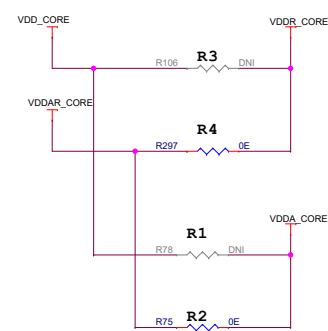 VDD_CORE
VDDR_CORE
R3
R106
DNI
VDDAR_CORE
R4
R297
0E
VDDA_CORE
R1
R78
DNI
R2
R75
0E